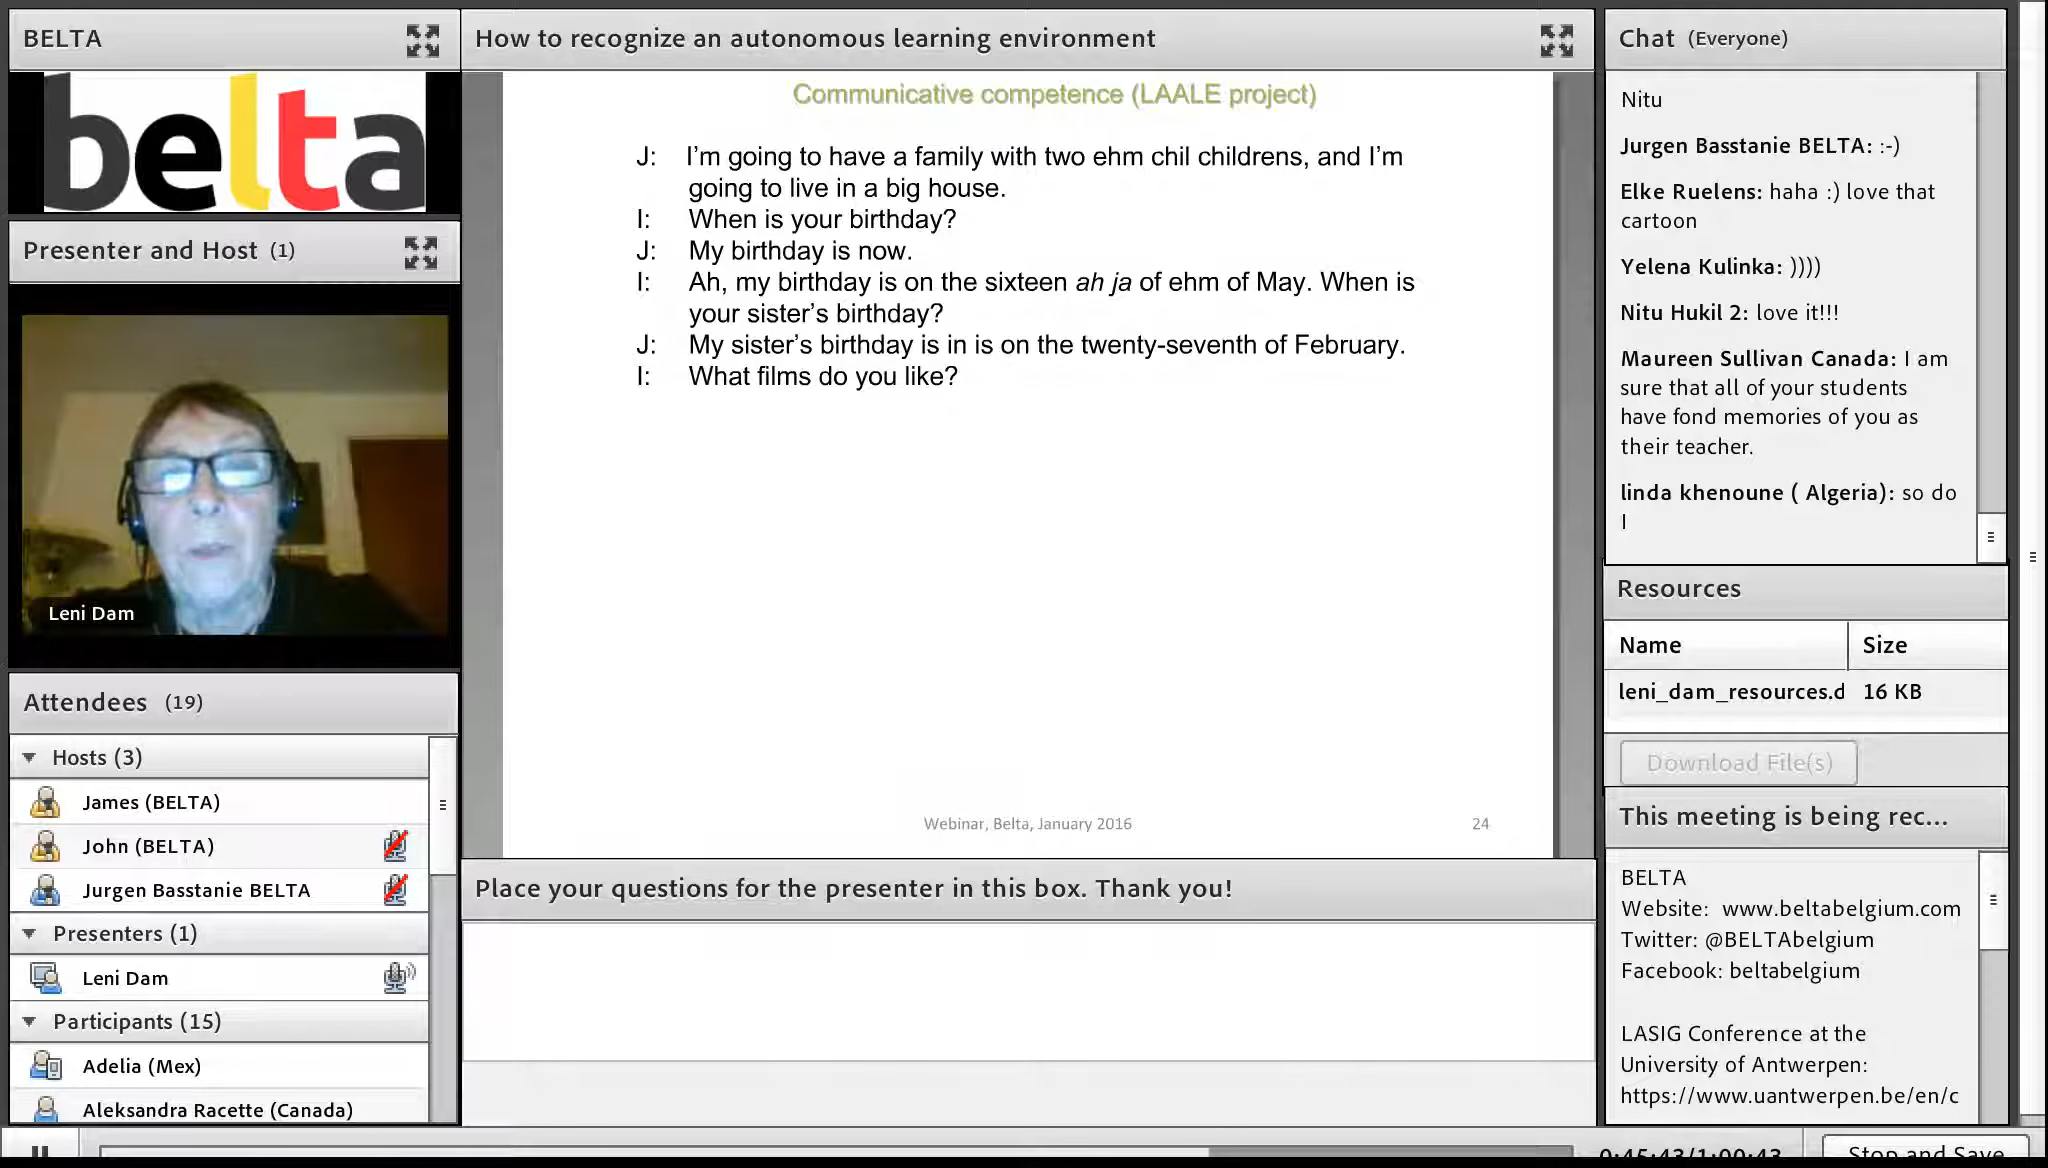 BELTA
belta
Presenter and Host (1)
Leni Dam
Attendees (19)
Hosts (3)
James (BELTA)
John (BELTA)
Jurgen Basstanie BELTA
Presenters (1)
Leni Dam
Participants (15)
Adelia (Mex)
Aleksandra Racette (Canada)
How to recognize an autonomous learning environment
Communicative competence (LAALE project)
J: I'm going to have a family with two ehm chil childrens, and I'm
going to live in a big house.
I: When is your birthday?
J: My birthday is now.
I: Ah, my birthday is on the sixteen ah ja of ehm of May. When is
your sister's birthday?
J: My sister's birthday is in is on the twenty-seventh of February.
I: What films do you like?
Webinar, Belta, January 2016
24
Place your questions for the presenter in this box. Thank you!
Chat (Everyone)
Nitu
Jurgen Basstanie BELTA: :-)
Elke Ruelens: haha :) love that
cartoon
Yelena Kulinka: ))))
Nitu Hukil 2: love it!!!
Maureen Sullivan Canada: I am
sure that all of your students
have fond memories of you as
their teacher.
linda khenoune ( Algeria): so do
I
Resources
Name Size
leni_dam_resources.d 16 KB
Download File(s)
This meeting is being rec...
BELTA
Website: www.beltabelgium.com
Twitter: @BELTAbelgium
Facebook: beltabelgium
LASIG Conference at the
University of Antwerpen:
https://www.uantwerpen.be/en/c
0:45:43/1:00:43
Stop and Save